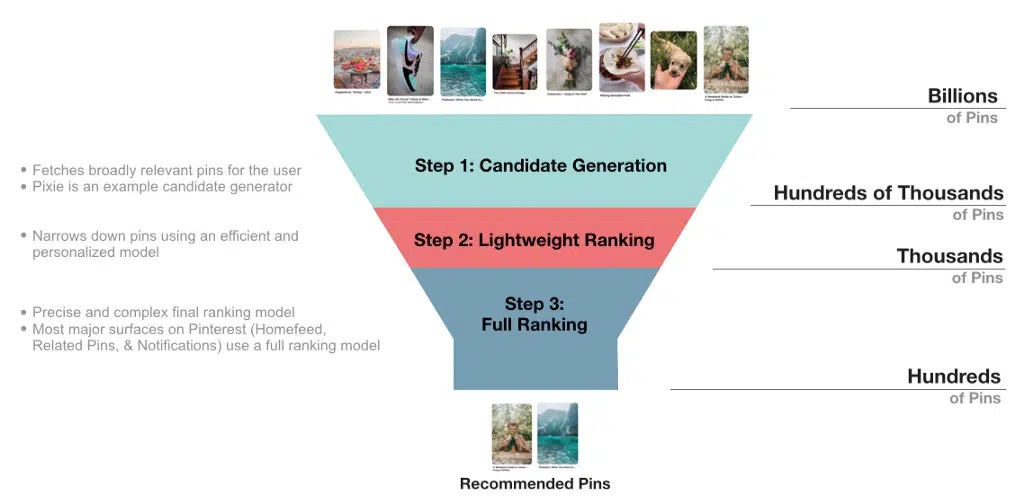 Billions
of Pins
Step 1: Candidate Generation
• Fetches broadly relevant pins for the user
• Pixie is an example candidate generator
Hundreds of Thousands
of Pins
Step 2: Lightweight Ranking
• Narrows down pins using an efficient and
personalized model
Thousands
of Pins
Step 3:
Full Ranking
• Precise and complex final ranking model
• Most major surfaces on Pinterest (Homefeed,
Related Pins, & Notifications) use a full ranking model
Hundreds
of Pins
Recommended Pins